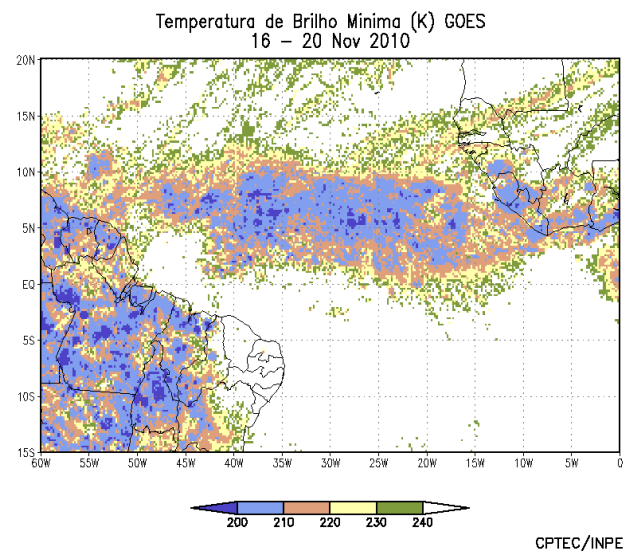 Temperatura de Brilho Minima (K) GOES
16 – 20 Nov 2010
20N
15N
10N
5N
EQ
5S
10S
15S
60W 55W 50W 45W 40W 35W 30W 25W 20W 15W 10W 5W 0
200 210 220 230 240
CPTEC/INPE